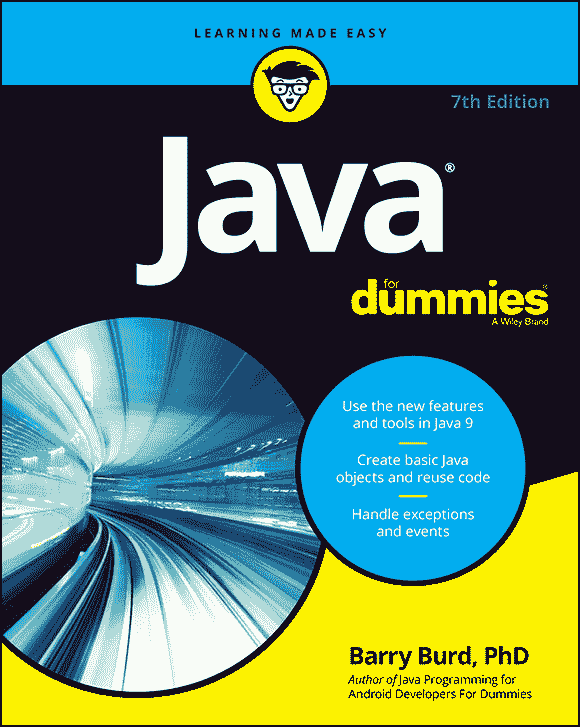 LEARNING MADE EASY
7th Edition
Java®
for
dummies®
A Wiley Brand
Use the new features
and tools in Java 9
Create basic Java
objects and reuse code
Handle exceptions
and events
Barry Burd, PhD
Author of Java Programming for
Android Developers For Dummies